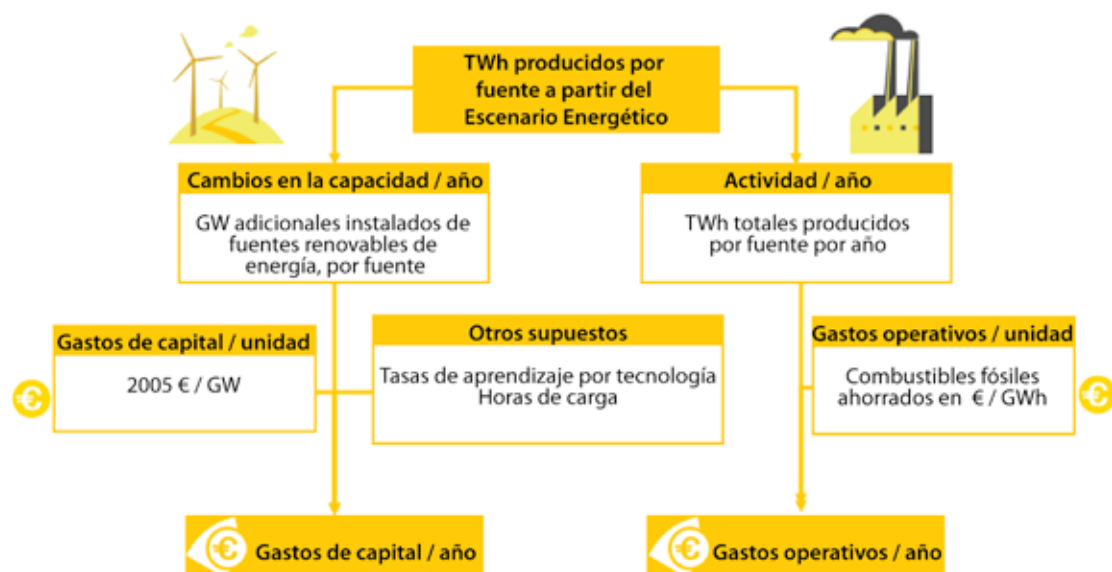 TWh producidos por
fuente a partir del
Escenario Energético
Cambios en la capacidad / año
GW adicionales instalados de
fuentes renovables de
energía, por fuente
Actividad / año
TWh totales producidos
por fuente por año
Gastos de capital / unidad
2005 € / GW
Otros supuestos
Tasas de aprendizaje por tecnología
Horas de carga
Gastos operativos / unidad
Combustibles fósiles
ahorrados en € / GWh
€
€
€ Gastos de capital / año
€ Gastos operativos / año